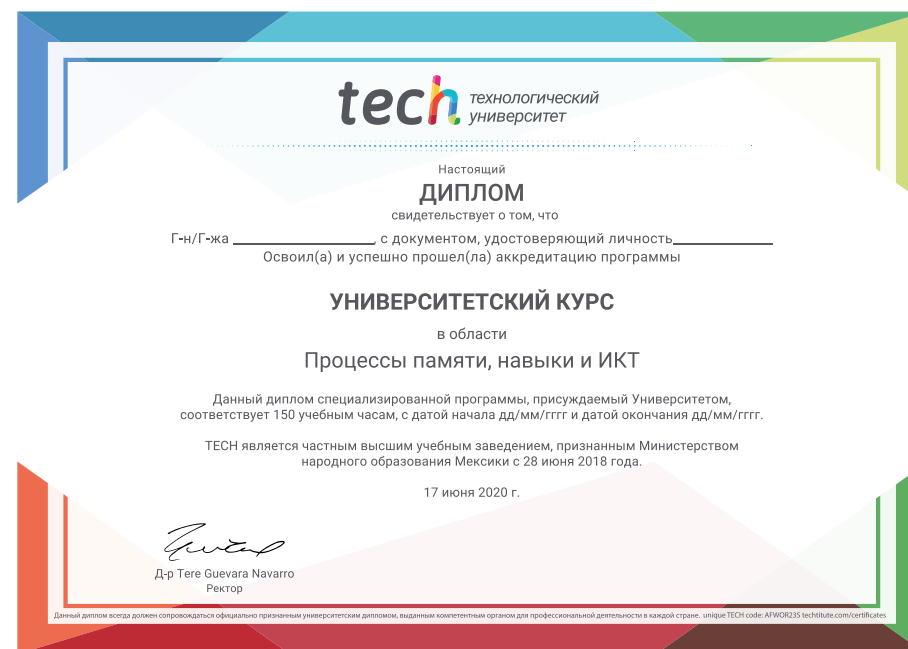 tech технологический
университет
Настоящий
ДИПЛОМ
свидетельствует о том, что
Г-н/Г-жа ______________, с документом, удостоверяющий личность__________
Освоил(а) и успешно прошел(ла) аккредитацию программы
УНИВЕРСИТЕТСКИЙ КУРС
в области
Процессы памяти, навыки и ИКТ
Данный диплом специализированной программы, присуждаемый Университетом,
соответствует 150 учебным часам, с датой начала дд/мм/гггг и датой окончания дд/мм/гггг.
TECH является частным высшим учебным заведением, признанным Министерством
народного образования Мексики с 28 июня 2018 года.
17 июня 2020 г.
Д-р Tere Guevara Navarro
Ректор
Данный диплом всегда должен сопровождаться официально признанным университетским дипломом, выданным компетентным органом для профессиональной деятельности в каждой стране. unique TECH code: AFWOR23S techtitute.com/certificates